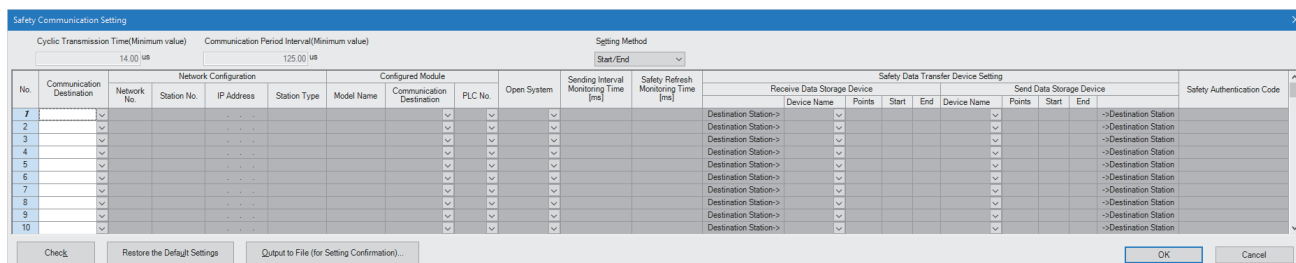 Safety Communication Setting
Cyclic Transmission Time(Minimum value) Communication Period Interval(Minimum value) Setting Method
14.00 us 125.00 us Start/End
No. Communication Destination Network Configuration Configured Module Open System Sending Interval Monitoring Time [ms] Safety Refresh Monitoring Time [ms] Safety Data Transfer Device Setting Safety Authentication Code
Network No. Station No. IP Address Station Type Model Name Communication Destination PLC No. Receive Data Storage Device Send Data Storage Device
Device Name Points Start End Device Name Points Start End
1 . . . Destination Station-> ->Destination Station
2 . . . Destination Station-> ->Destination Station
3 . . . Destination Station-> ->Destination Station
4 . . . Destination Station-> ->Destination Station
5 . . . Destination Station-> ->Destination Station
6 . . . Destination Station-> ->Destination Station
7 . . . Destination Station-> ->Destination Station
8 . . . Destination Station-> ->Destination Station
9 . . . Destination Station-> ->Destination Station
10 . . . Destination Station-> ->Destination Station
Check Restore the Default Settings Output to File (for Setting Confirmation)... OK Cancel